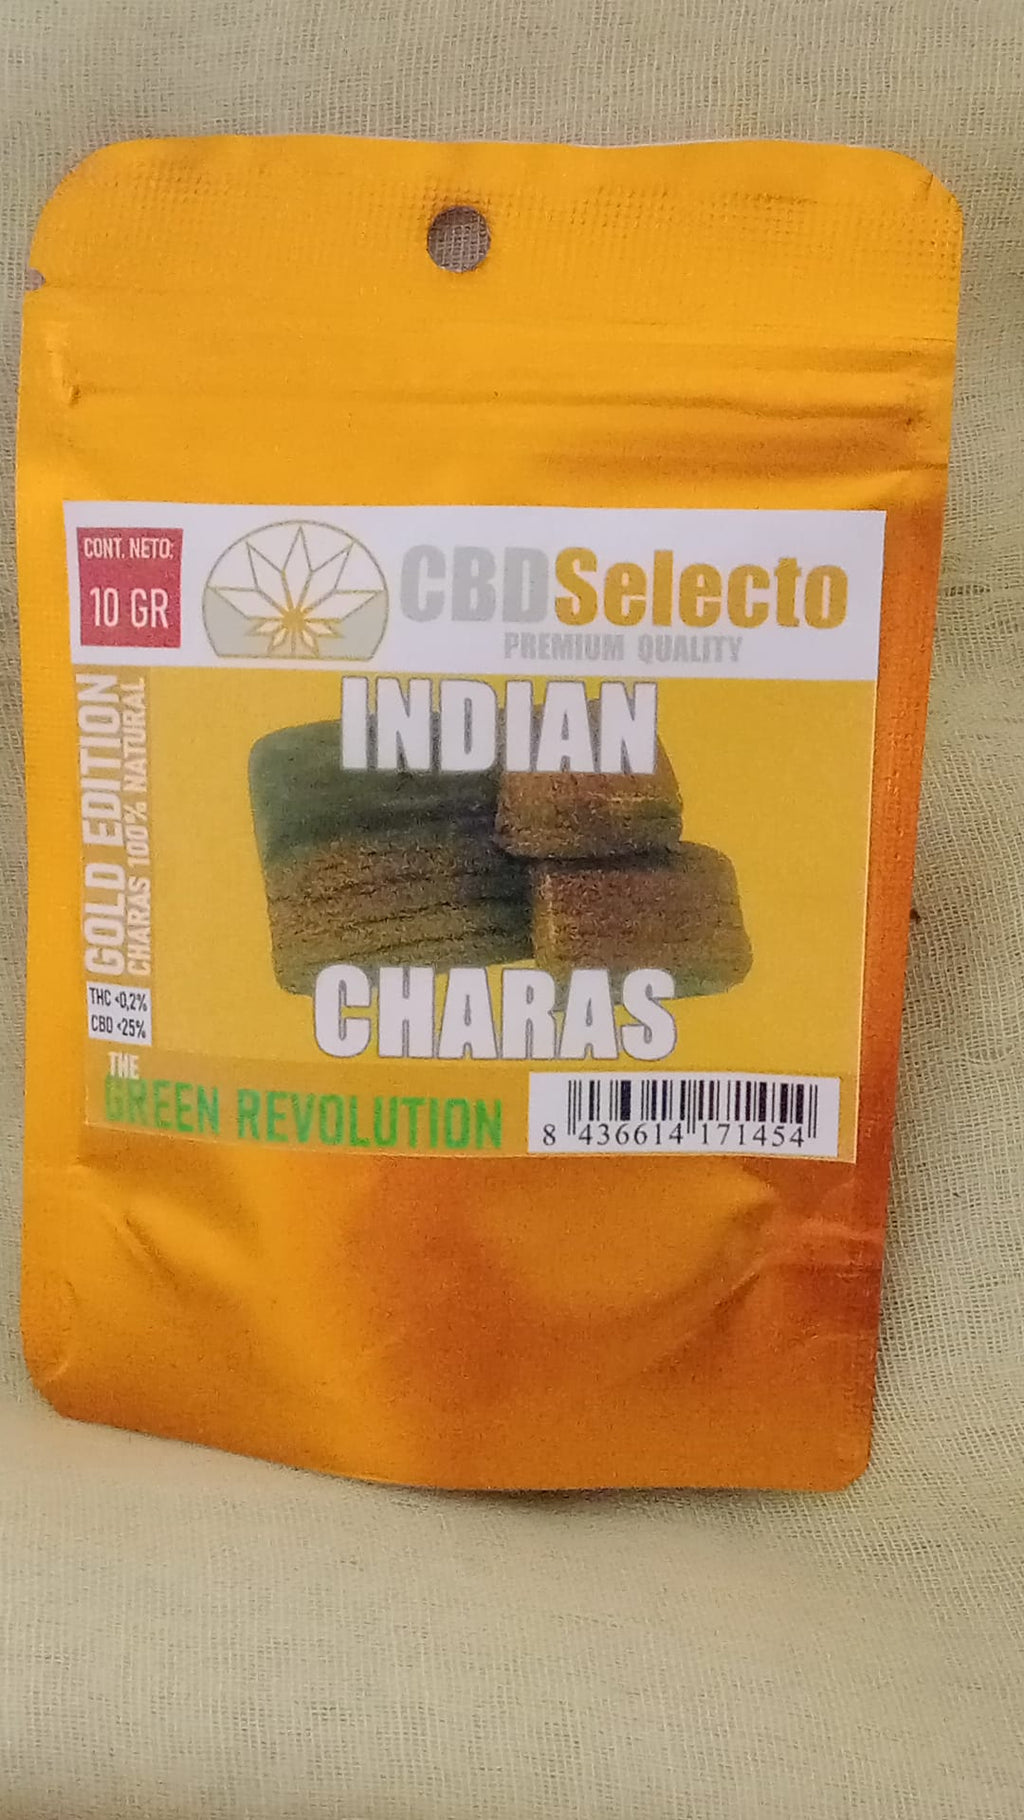 CONT. NETO:
10 GR
CBDSelecto
PREMIUM QUALITY
INDIAN
CHARAS
GOLD EDITION
CHARAS 100% NATURAL
THC <0,2%
CBD <25%
THE
GREEN REVOLUTION
8 436614 171454